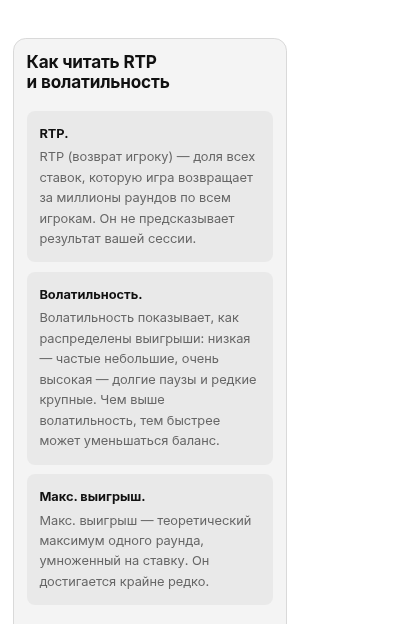 Как читать RTP
и волатильность
RTP.
RTP (возврат игроку) — доля всех
ставок, которую игра возвращает
за миллионы раундов по всем
игрокам. Он не предсказывает
результат вашей сессии.
Волатильность.
Волатильность показывает, как
распределены выигрыши: низкая
— частые небольшие, очень
высокая — долгие паузы и редкие
крупные. Чем выше
волатильность, тем быстрее
может уменьшаться баланс.
Макс. выигрыш.
Макс. выигрыш — теоретический
максимум одного раунда,
умноженный на ставку. Он
достигается крайне редко.